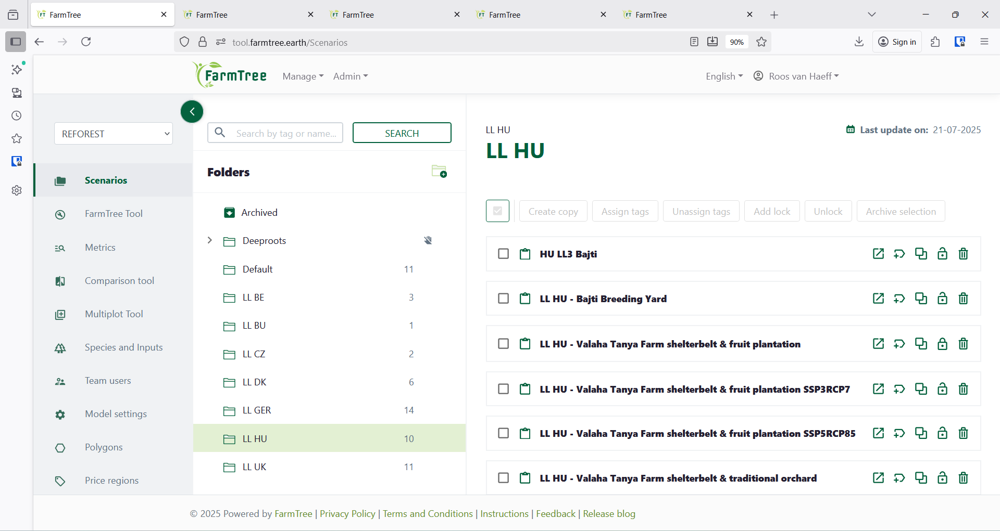 FarmTree
FarmTree
FarmTree
FarmTree
FarmTree
tool.farmtree.earth/Scenarios
90%
Sign in
FarmTree
Manage
Admin
English
Roos van Haeff
REFOREST
Scenarios
FarmTree Tool
Metrics
Comparison tool
Multiplot Tool
Species and Inputs
Team users
Model settings
Polygons
Price regions
Search by tag or name...
SEARCH
Folders
Archived
Deeproots
Default 11
LL BE 3
LL BU 1
LL CZ 2
LL DK 6
LL GER 14
LL HU 10
LL UK 11
LL HU
Last update on: 21-07-2025
LL HU
Create copy
Assign tags
Unassign tags
Add lock
Unlock
Archive selection
HU LL3 Bajti
LL HU - Bajti Breeding Yard
LL HU - Valaha Tanya Farm shelterbelt & fruit plantation
LL HU - Valaha Tanya Farm shelterbelt & fruit plantation SSP3RCP7
LL HU - Valaha Tanya Farm shelterbelt & fruit plantation SSP5RCP85
LL HU - Valaha Tanya Farm shelterbelt & traditional orchard
© 2025 Powered by FarmTree | Privacy Policy | Terms and Conditions | Instructions | Feedback | Release blog